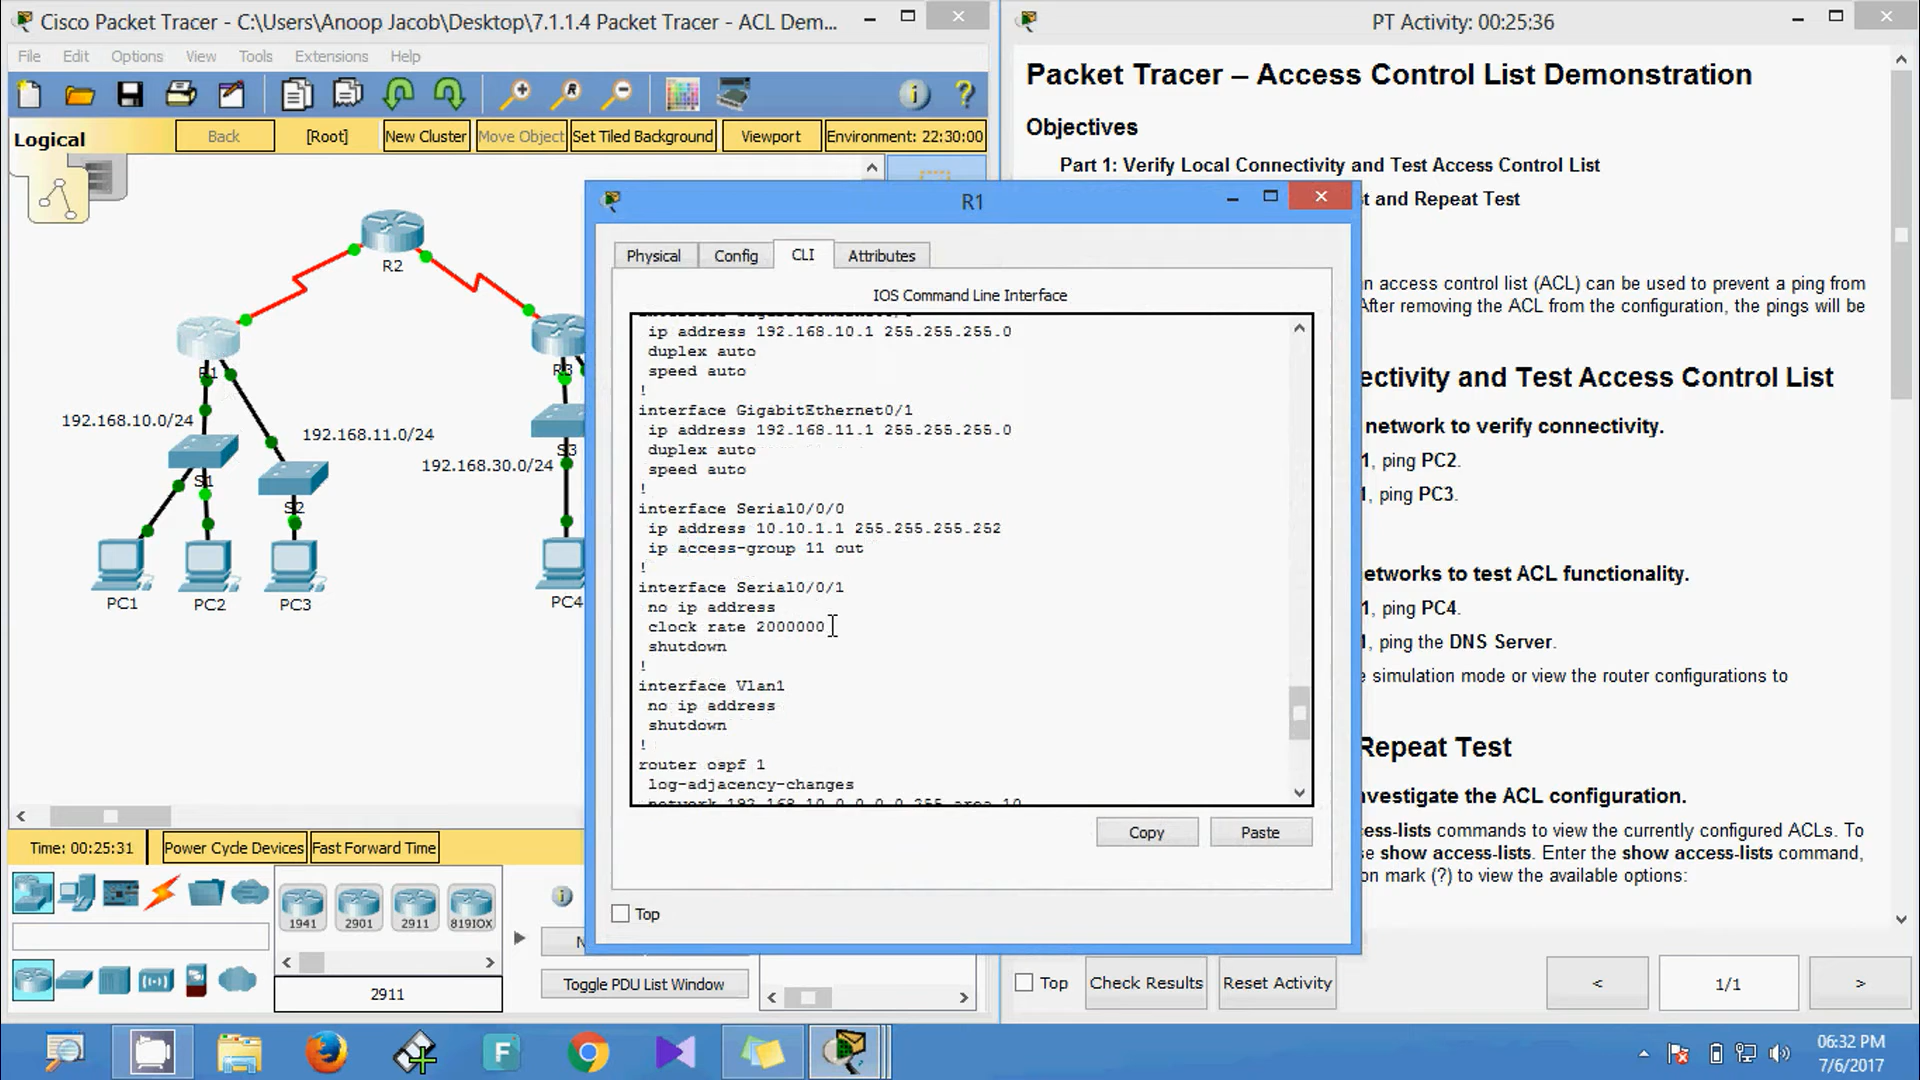 Cisco Packet Tracer - C:\Users\Anoop Jacob\Desktop\7.1.1.4 Packet Tracer - ACL Dem...
File Edit Options View Tools Extensions Help
Logical
Back
[Root]
New Cluster
Move Object
Set Tiled Background
Viewport
Environment: 22:30:00
R2
R1
R3
192.168.10.0/24
192.168.11.0/24
192.168.30.0/24
S1
S2
S3
PC1
PC2
PC3
PC4
Time: 00:25:31
Power Cycle Devices
Fast Forward Time
1941
2901
2911
819IOX
2911
Toggle PDU List Window
R1
Physical
Config
CLI
Attributes
IOS Command Line Interface
ip address 192.168.10.1 255.255.255.0
duplex auto
speed auto
!
interface GigabitEthernet0/1
ip address 192.168.11.1 255.255.255.0
duplex auto
speed auto
!
interface Serial0/0/0
ip address 10.10.1.1 255.255.255.252
ip access-group 11 out
!
interface Serial0/0/1
no ip address
clock rate 2000000
shutdown
!
interface Vlan1
no ip address
shutdown
!
router ospf 1
log-adjacency-changes
network 192.168.10.0 0.0.0.255 area 10
Copy
Paste
Top
PT Activity: 00:25:36
Packet Tracer – Access Control List Demonstration
Objectives
Part 1: Verify Local Connectivity and Test Access Control List
t and Repeat Test
n access control list (ACL) can be used to prevent a ping from
After removing the ACL from the configuration, the pings will be
ectivity and Test Access Control List
network to verify connectivity.
1, ping PC2.
, ping PC3.
etworks to test ACL functionality.
1, ping PC4.
, ping the DNS Server.
e simulation mode or view the router configurations to
Repeat Test
nvestigate the ACL configuration.
ess-lists commands to view the currently configured ACLs. To
se show access-lists. Enter the show access-lists command,
on mark (?) to view the available options:
Top
Check Results
Reset Activity
<
1/1
>
06:32 PM
7/6/2017